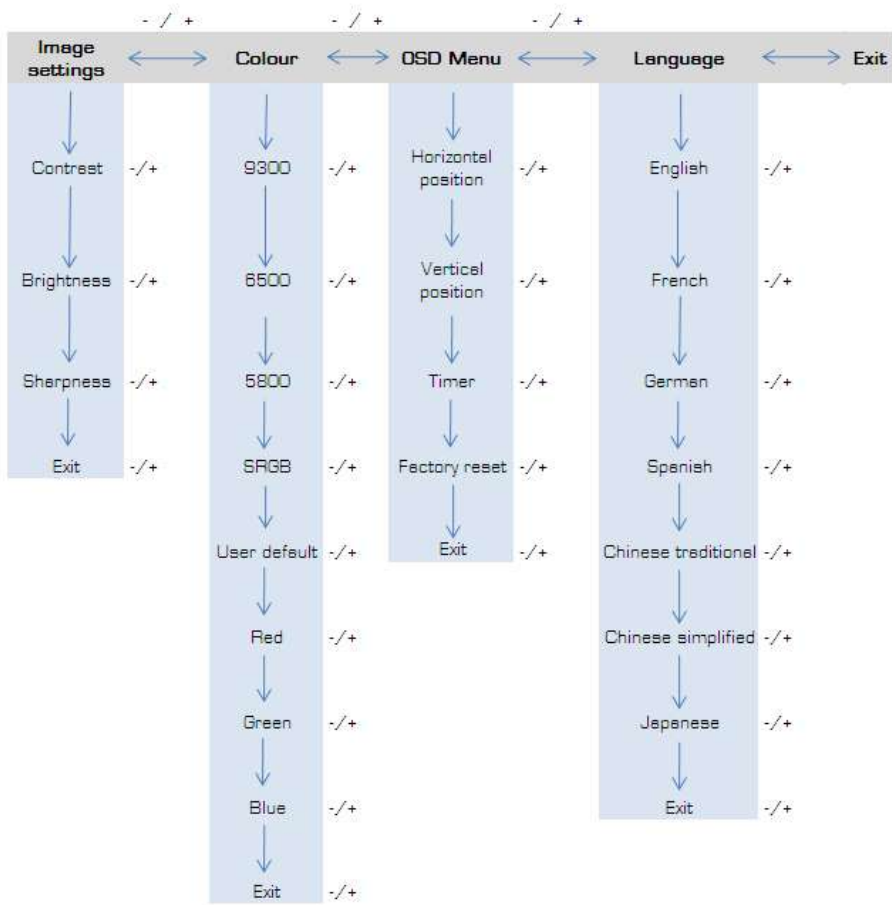 - / + - / + - / +
Image settings Colour OSD Menu Language Exit
Contrast -/+ 9300 -/+ Horizontal position -/+ English -/+
Brightness -/+ 6500 -/+ Vertical position -/+ French -/+
Sharpness -/+ 5800 -/+ Timer -/+ German -/+
Exit -/+ SRGB -/+ Factory reset -/+ Spanish -/+
User default -/+ Exit -/+ Chinese traditional -/+
Red -/+ Chinese simplified -/+
Green -/+ Japanese -/+
Blue -/+ Exit -/+
Exit -/+